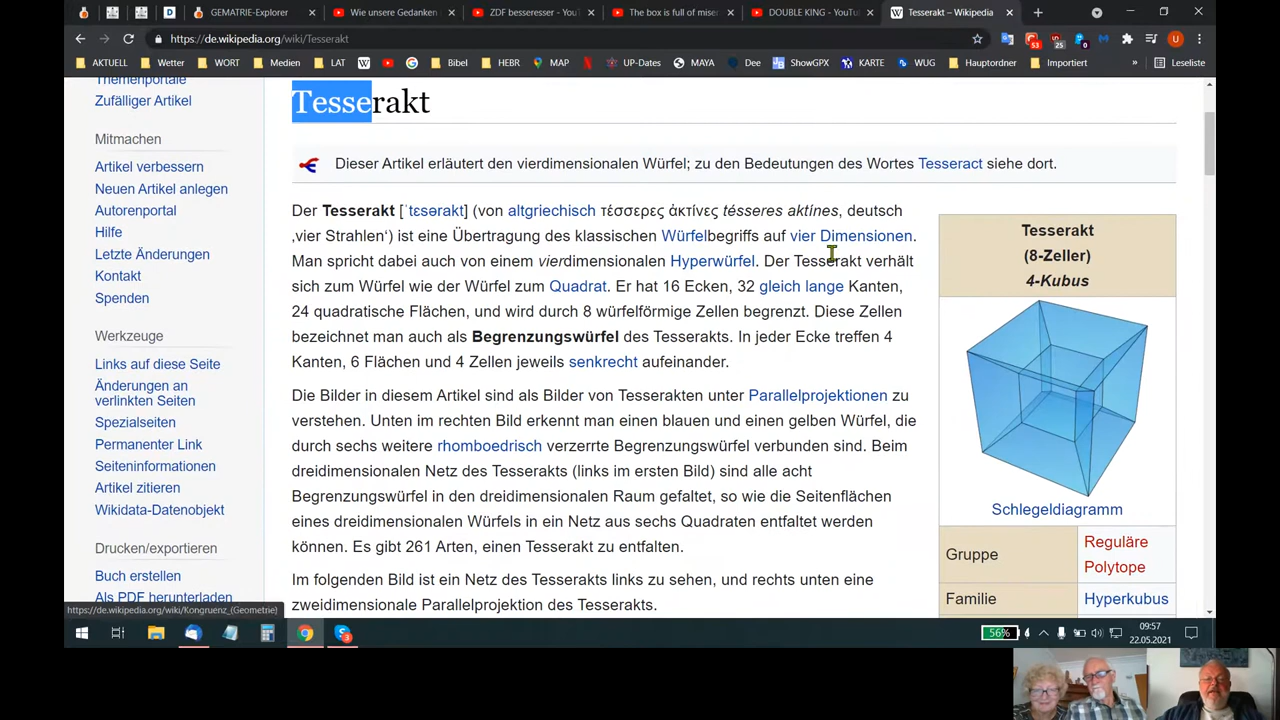 GEMATRIE-Explorer
Wie unsere Gedanken
ZDF besseresser - YouT
The box is full of miser
DOUBLE KING - YouTu
Tesserakt – Wikipedia
https://de.wikipedia.org/wiki/Tesserakt
53
25
0
U
AKTUELL
Wetter
WORT
Medien
LAT
Bibel
HEBR
MAP
UP-Dates
MAYA
Dee
ShowGPX
KARTE
WUG
Hauptordner
Importiert
Leseliste
Themenportale
Zufälliger Artikel
Mitmachen
Artikel verbessern
Neuen Artikel anlegen
Autorenportal
Hilfe
Letzte Änderungen
Kontakt
Spenden
Werkzeuge
Links auf diese Seite
Änderungen an
verlinkten Seiten
Spezialseiten
Permanenter Link
Seiteninformationen
Artikel zitieren
Wikidata-Datenobjekt
Drucken/exportieren
Buch erstellen
Als PDF herunterladen
https://de.wikipedia.org/wiki/Kongruenz_(Geometrie)
Tesserakt
Dieser Artikel erläutert den vierdimensionalen Würfel; zu den Bedeutungen des Wortes Tesseract siehe dort.
Der Tesserakt [ˈtɛsərakt] (von altgriechisch τέσσερες ἀκτίνες tésseres aktínes, deutsch
‚vier Strahlen‘) ist eine Übertragung des klassischen Würfelbegriffs auf vier Dimensionen.
Man spricht dabei auch von einem vierdimensionalen Hyperwürfel. Der Tesserakt verhält
sich zum Würfel wie der Würfel zum Quadrat. Er hat 16 Ecken, 32 gleich lange Kanten,
24 quadratische Flächen, und wird durch 8 würfelförmige Zellen begrenzt. Diese Zellen
bezeichnet man auch als Begrenzungswürfel des Tesserakts. In jeder Ecke treffen 4
Kanten, 6 Flächen und 4 Zellen jeweils senkrecht aufeinander.
Die Bilder in diesem Artikel sind als Bilder von Tesserakten unter Parallelprojektionen zu
verstehen. Unten im rechten Bild erkennt man einen blauen und einen gelben Würfel, die
durch sechs weitere rhomboedrisch verzerrte Begrenzungswürfel verbunden sind. Beim
dreidimensionalen Netz des Tesserakts (links im ersten Bild) sind alle acht
Begrenzungswürfel in den dreidimensionalen Raum gefaltet, so wie die Seitenflächen
eines dreidimensionalen Würfels in ein Netz aus sechs Quadraten entfaltet werden
können. Es gibt 261 Arten, einen Tesserakt zu entfalten.
Im folgenden Bild ist ein Netz des Tesserakts links zu sehen, und rechts unten eine
zweidimensionale Parallelprojektion des Tesserakts.
Tesserakt
(8-Zeller)
4-Kubus
Schlegeldiagramm
Gruppe
Reguläre
Polytope
Familie
Hyperkubus
56%
09:57
22.05.2021